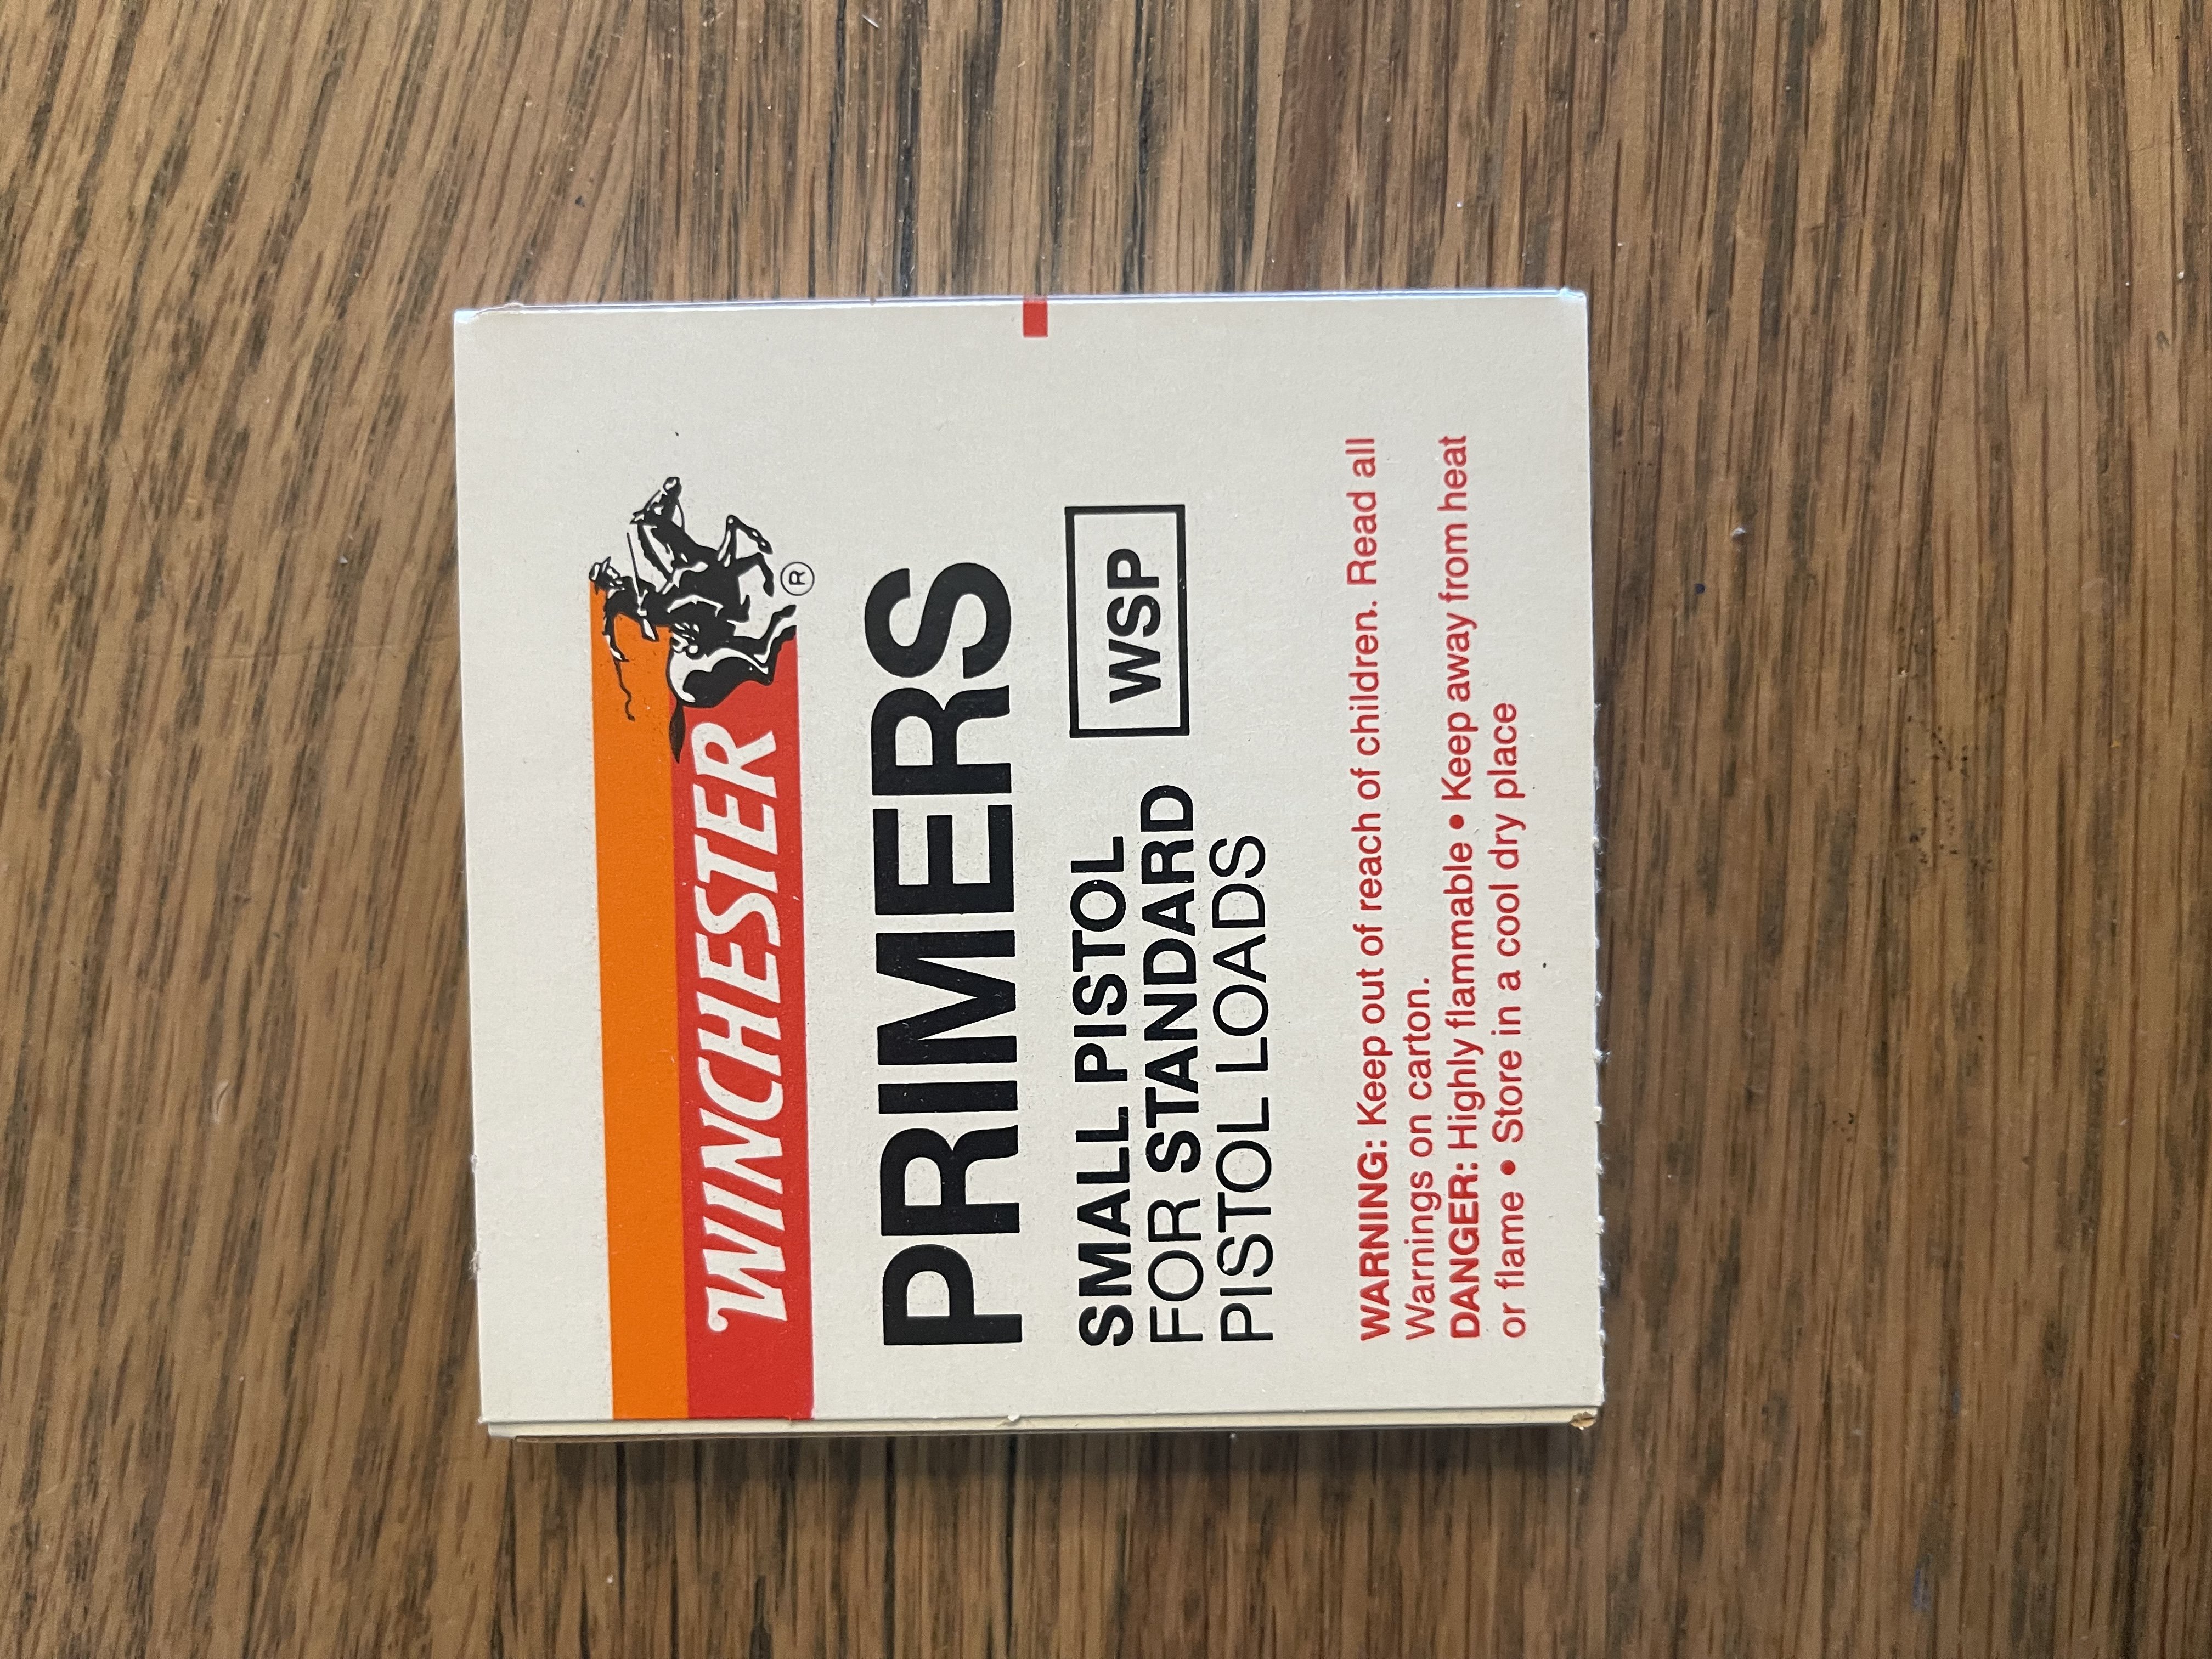 WINCHESTER
®
PRIMERS
SMALL PISTOL
FOR STANDARD
PISTOL LOADS
WSP
WARNING: Keep out of reach of children. Read all
Warnings on carton.
DANGER: Highly flammable • Keep away from heat
or flame • Store in a cool dry place